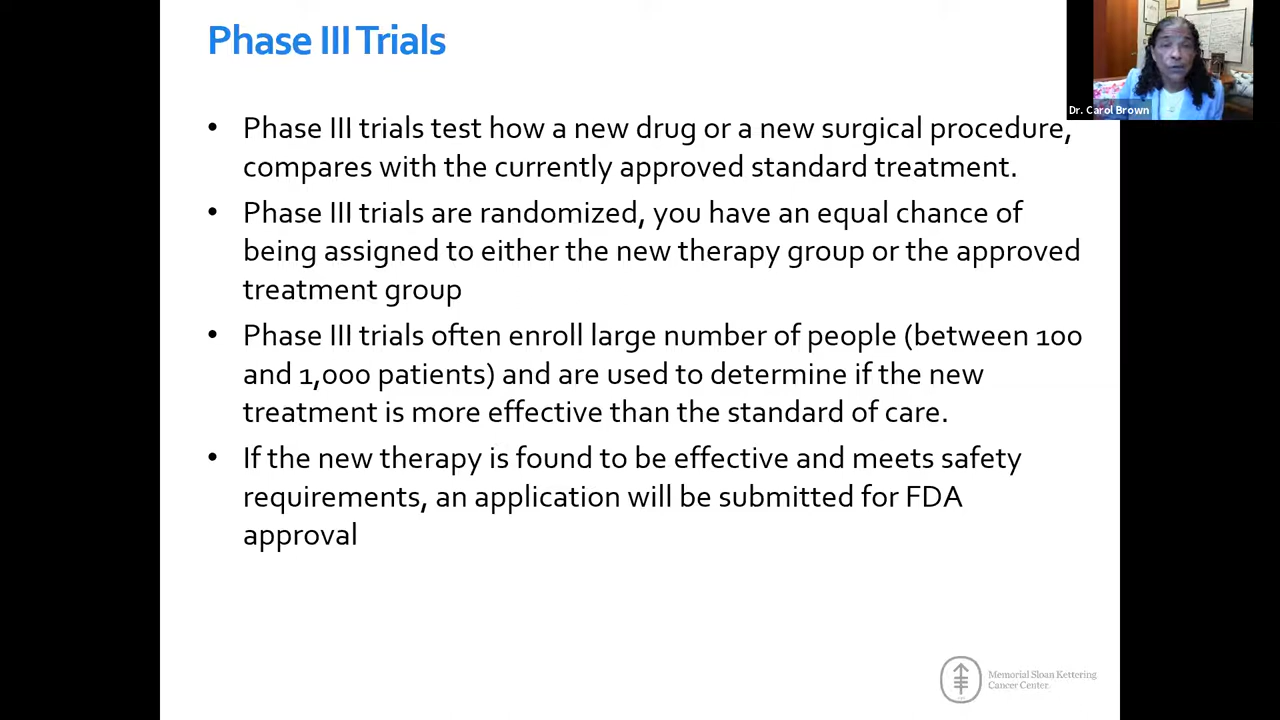 Phase III Trials
Dr. Carol Brown
• Phase III trials test how a new drug or a new surgical procedure,
compares with the currently approved standard treatment.
• Phase III trials are randomized, you have an equal chance of
being assigned to either the new therapy group or the approved
treatment group
• Phase III trials often enroll large number of people (between 100
and 1,000 patients) and are used to determine if the new
treatment is more effective than the standard of care.
• If the new therapy is found to be effective and meets safety
requirements, an application will be submitted for FDA
approval
Memorial Sloan Kettering
Cancer Center